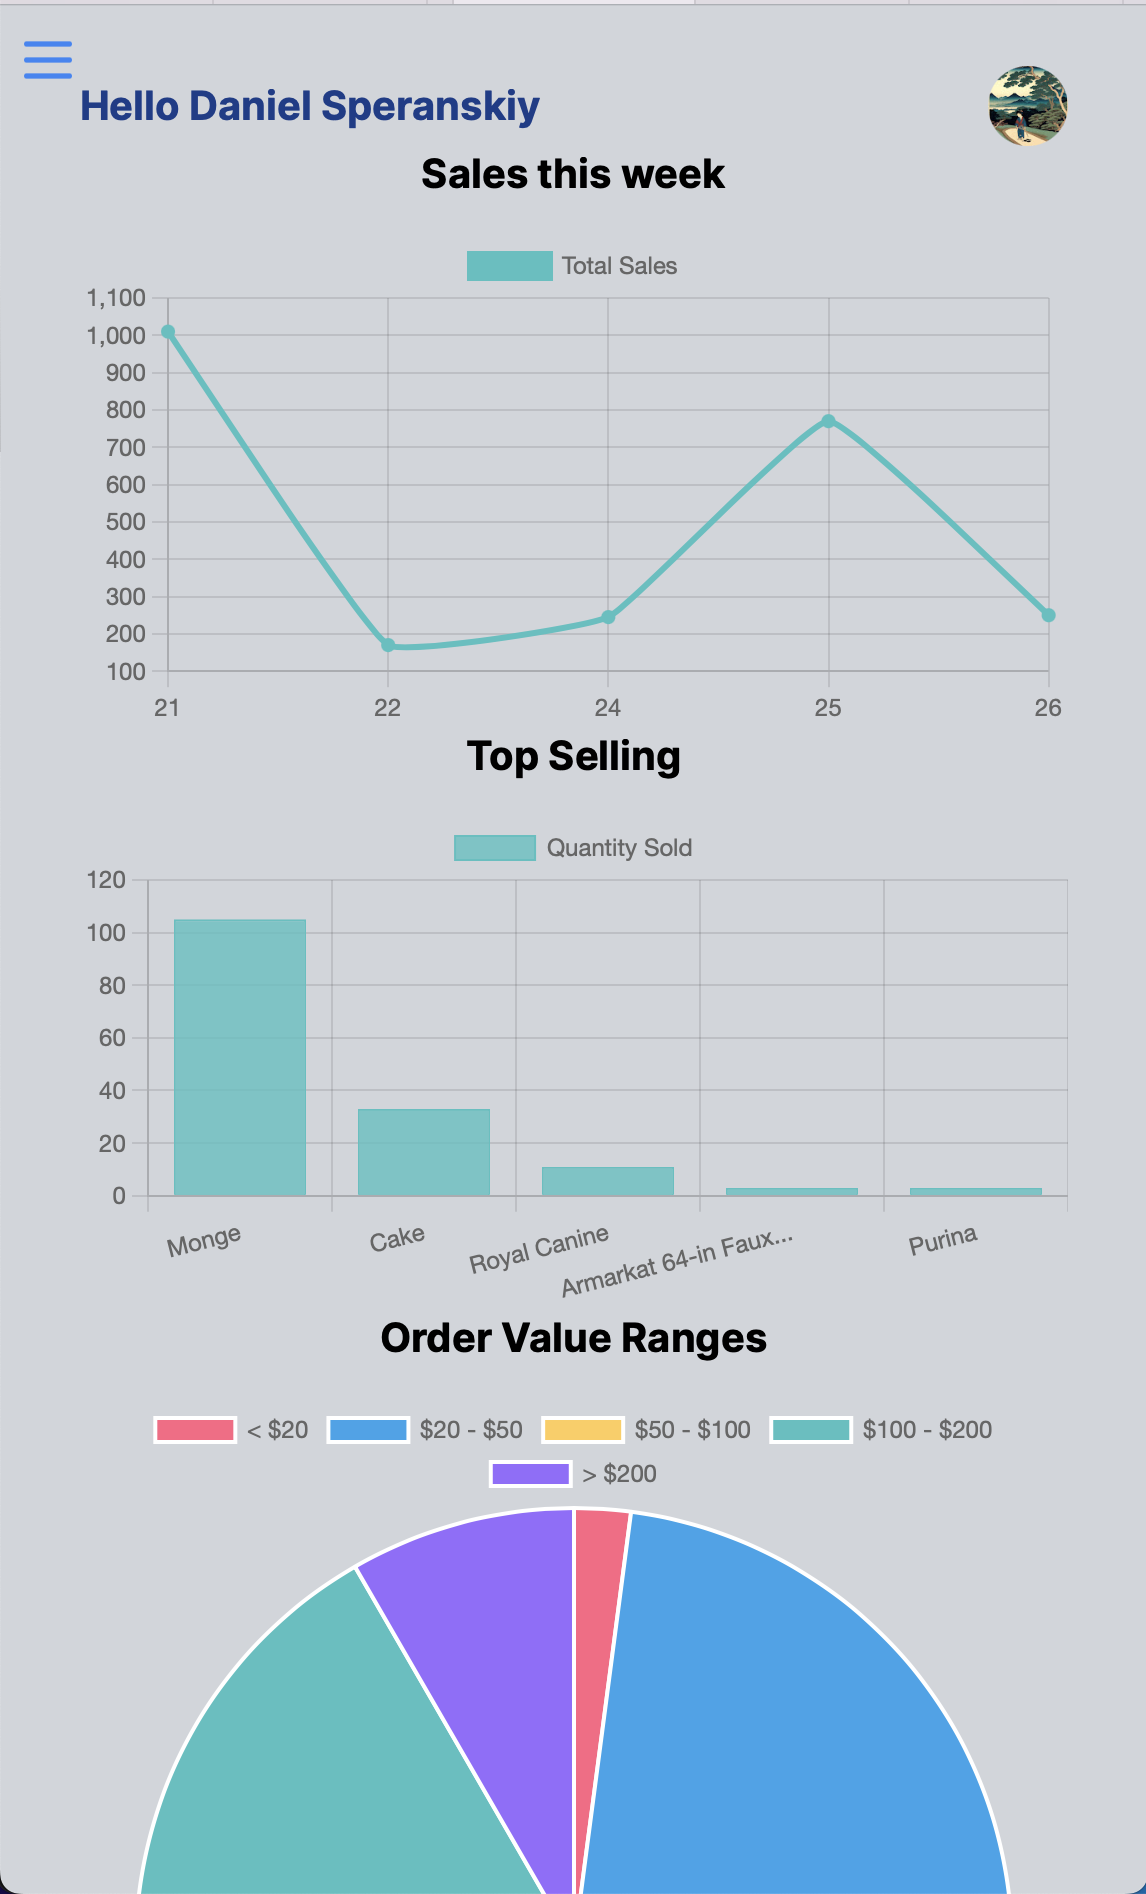 Hello Daniel Speranskiy
Sales this week
Total Sales
1,100
1,000
900
800
700
600
500
400
300
200
100
21 22 24 25 26
Top Selling
Quantity Sold
120
100
80
60
40
20
0
Monge Cake Royal Canine Armarkat 64-in Faux... Purina
Order Value Ranges
< $20 $20 - $50 $50 - $100 $100 - $200
> $200